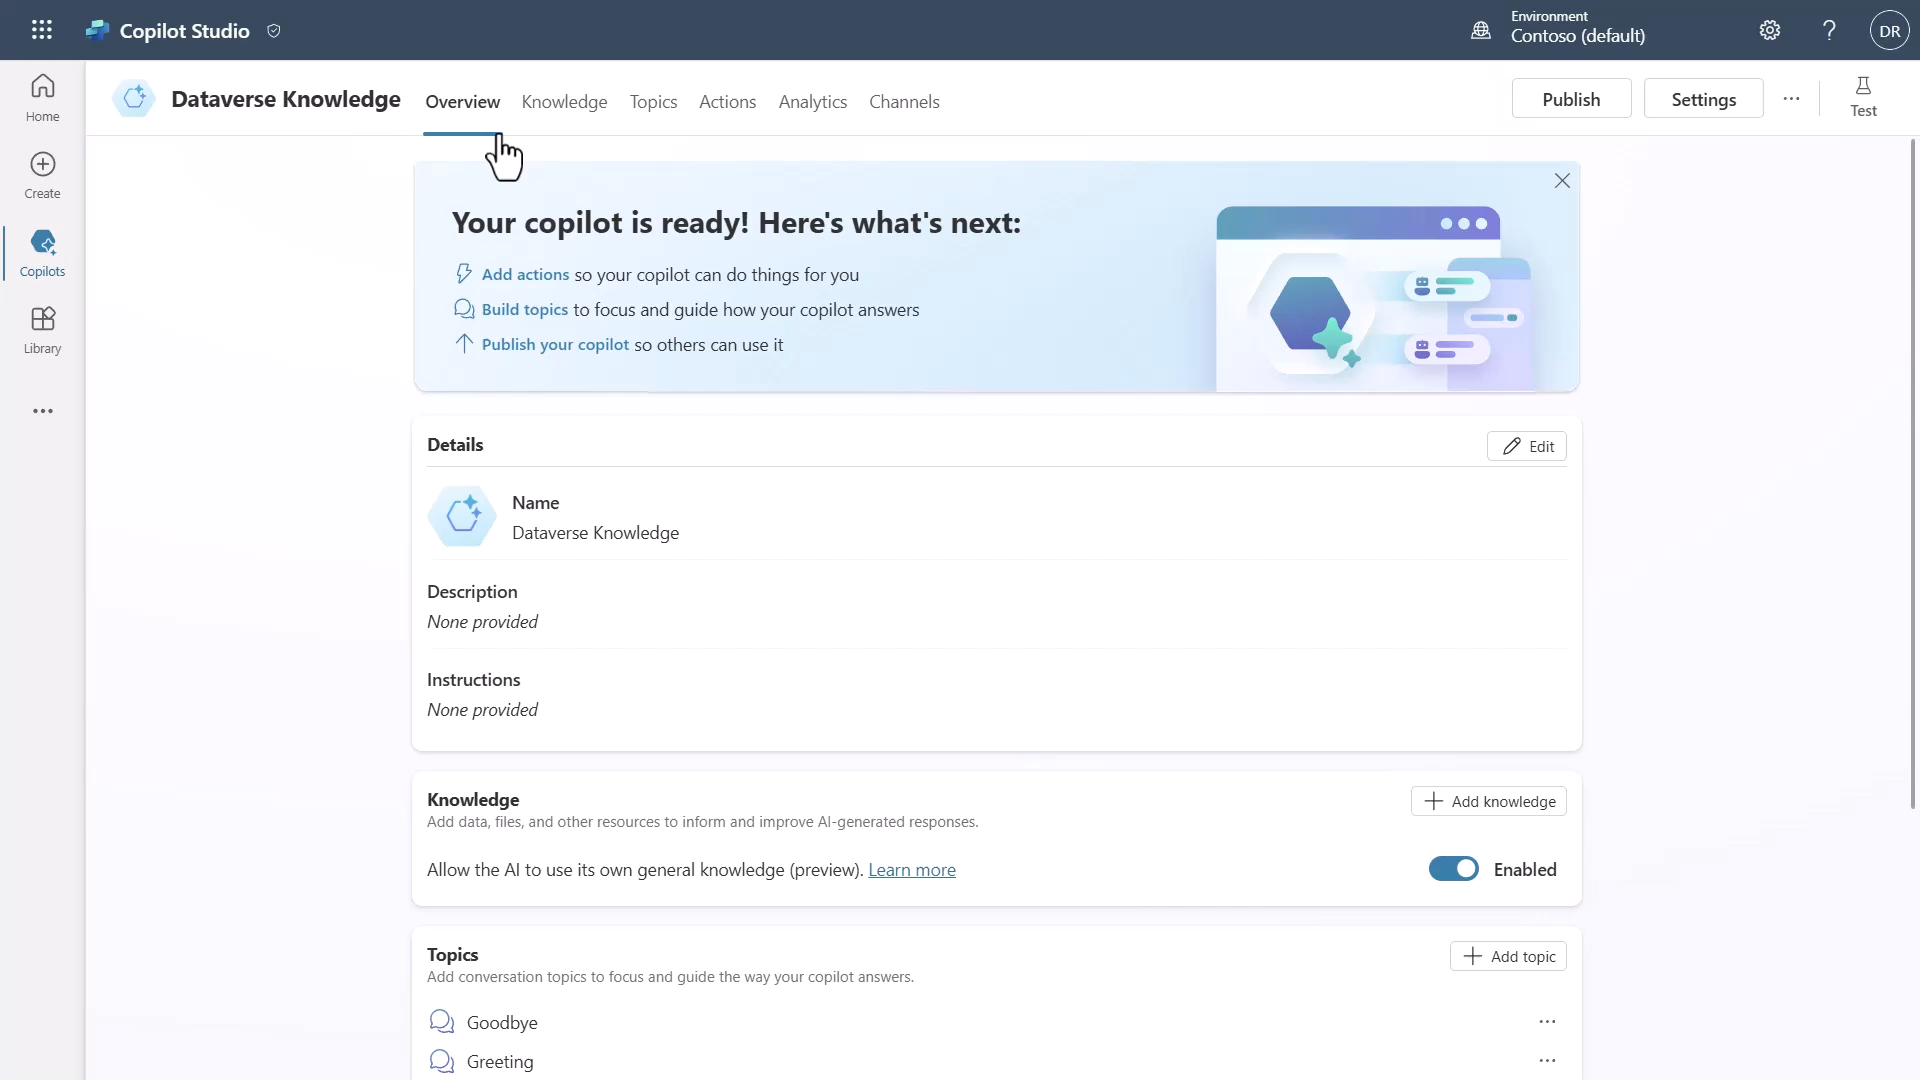 Copilot Studio
Environment
Contoso (default)
DR
Home
Create
Copilots
Library
Dataverse Knowledge
Overview
Knowledge
Topics
Actions
Analytics
Channels
Publish
Settings
Test
Your copilot is ready! Here's what's next:
Add actions so your copilot can do things for you
Build topics to focus and guide how your copilot answers
Publish your copilot so others can use it
Details
Edit
Name
Dataverse Knowledge
Description
None provided
Instructions
None provided
Knowledge
Add knowledge
Add data, files, and other resources to inform and improve AI-generated responses.
Allow the AI to use its own general knowledge (preview). Learn more
Enabled
Topics
Add topic
Add conversation topics to focus and guide the way your copilot answers.
Goodbye
Greeting